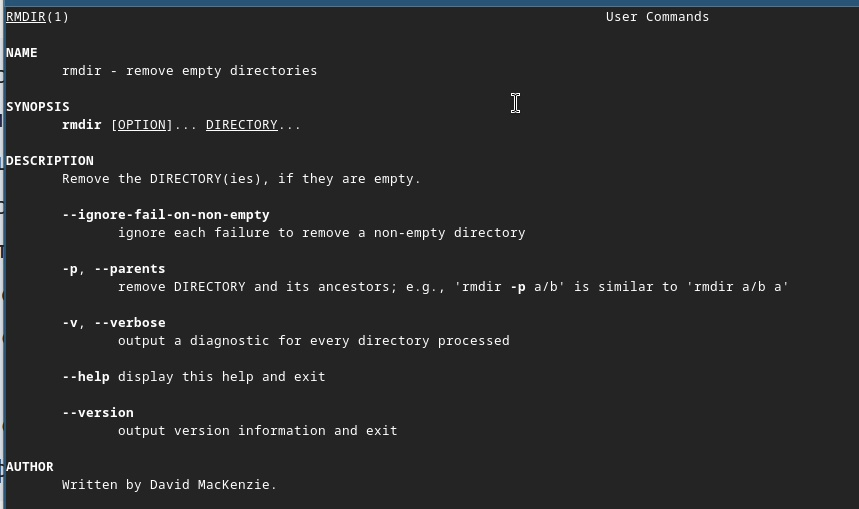 RMDIR(1) User Commands
NAME
rmdir - remove empty directories
SYNOPSIS
rmdir [OPTION]... DIRECTORY...
DESCRIPTION
Remove the DIRECTORY(ies), if they are empty.
--ignore-fail-on-non-empty
ignore each failure to remove a non-empty directory
-p, --parents
remove DIRECTORY and its ancestors; e.g., 'rmdir -p a/b' is similar to 'rmdir a/b a'
-v, --verbose
output a diagnostic for every directory processed
--help display this help and exit
--version
output version information and exit
AUTHOR
Written by David MacKenzie.